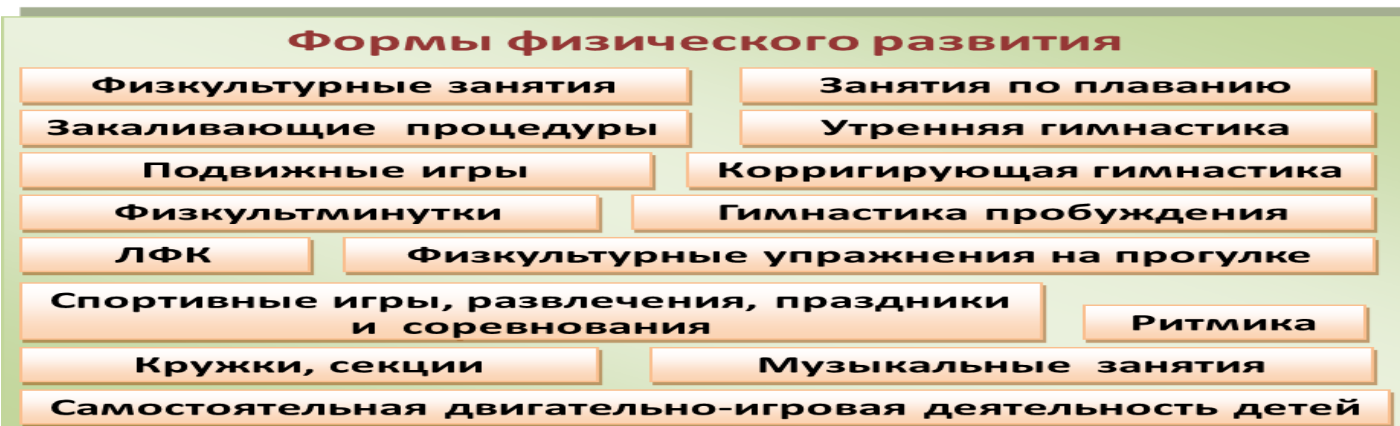 Формы физического развития
Физкультурные занятия
Занятия по плаванию
Закаливающие процедуры
Утренняя гимнастика
Подвижные игры
Корригирующая гимнастика
Физкультминутки
Гимнастика пробуждения
ЛФК
Физкультурные упражнения на прогулке
Спортивные игры, развлечения, праздники
и соревнования
Ритмика
Кружки, секции
Музыкальные занятия
Самостоятельная двигательно-игровая деятельность детей